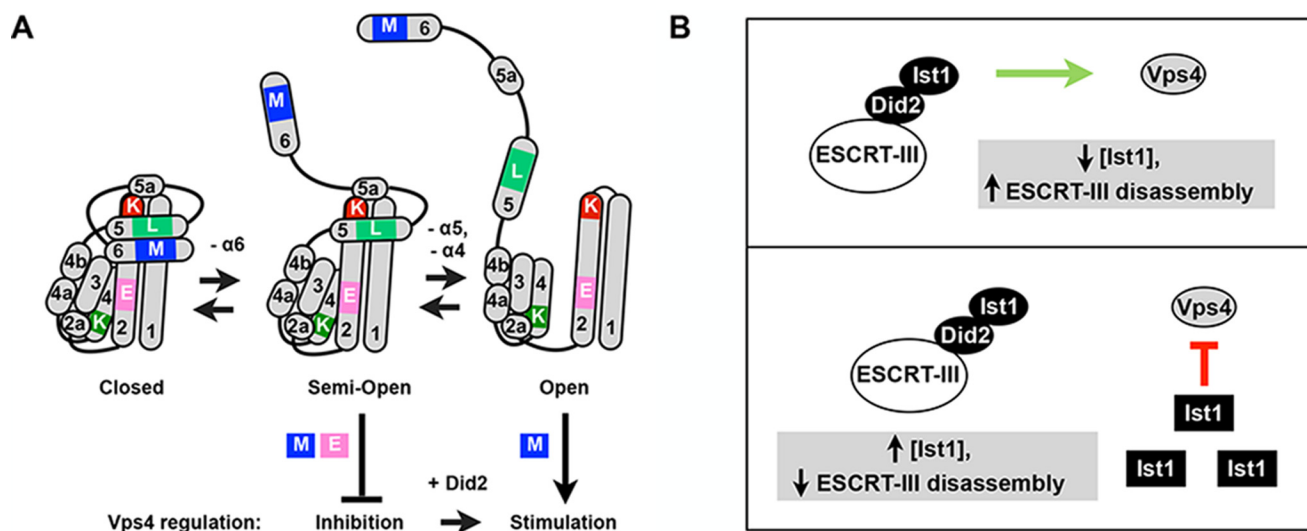 A
M 6
5a
M
6
L
5
5a
K
5 L
6 M
4b
3
4a
4
E
2a
K
2
1
- α6
5a
K
5 L
4b
3
4a
4
E
2a
K
2
1
- α5,
- α4
K
4b
3
4
4a
E
K
2a
2
1
Closed
Semi-Open
Open
M E
M
+ Did2
Vps4 regulation:
Inhibition
Stimulation
B
Ist1
Did2
ESCRT-III
Vps4
↓ [Ist1],
↑ ESCRT-III disassembly
Ist1
Did2
ESCRT-III
Vps4
Ist1
Ist1 Ist1
↑ [Ist1],
↓ ESCRT-III disassembly